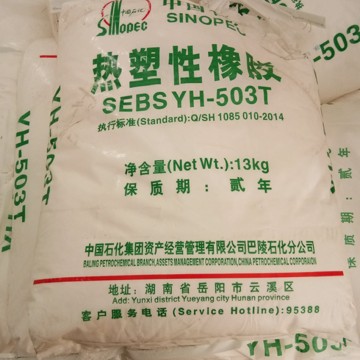 中国石化
SINOPEC
SINOPEC
热塑性橡胶
SEBS YH-503T
执行标准(Standard):Q/SH 1085 010-2014
净含量(Net Wt.):13kg
保质期:贰年
中国石化集团资产经营管理有限公司巴陵石化分公司
BALING PETROCHEMICAL BRANCH,ASSETS MANAGEMENT CORPORATION,CHINA PETROCHEMICAL CORPORAION
地址:湖南省岳阳市云溪区
Add: Yunxi district Yueyang city Hunan province
客户服务电话(Service Hotline):95388
YH-503T
YH-503T
YH-503T